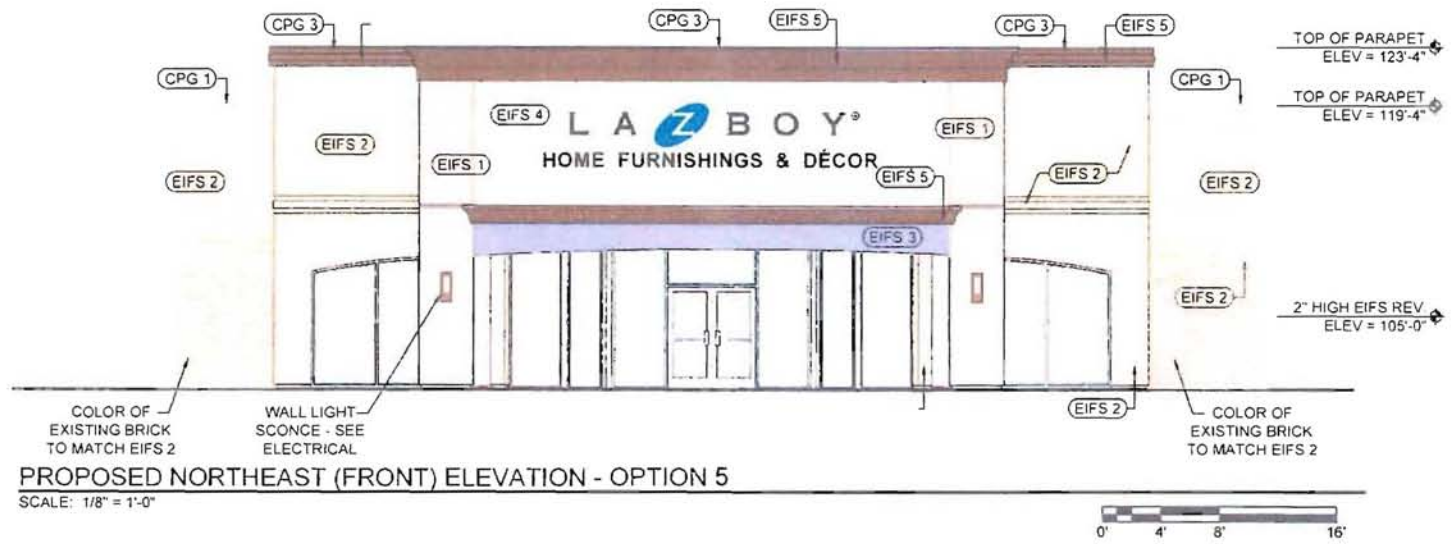 CPG 3
CPG 3
EIFS 5
CPG 3
EIFS 5
TOP OF PARAPET
ELEV = 123'-4"
CPG 1
CPG 1
TOP OF PARAPET
ELEV = 119'-4"
EIFS 4
LAZBOY®
EIFS 1
EIFS 2
HOME FURNISHINGS & DÉCOR
EIFS 1
EIFS 2
EIFS 5
EIFS 2
EIFS 2
EIFS 3
EIFS 2
2" HIGH EIFS REV.
ELEV = 105'-0"
EIFS 2
COLOR OF
EXISTING BRICK
TO MATCH EIFS 2
WALL LIGHT
SCONCE - SEE
ELECTRICAL
COLOR OF
EXISTING BRICK
TO MATCH EIFS 2
PROPOSED NORTHEAST (FRONT) ELEVATION - OPTION 5
SCALE: 1/8" = 1'-0"
0' 4' 8' 16'